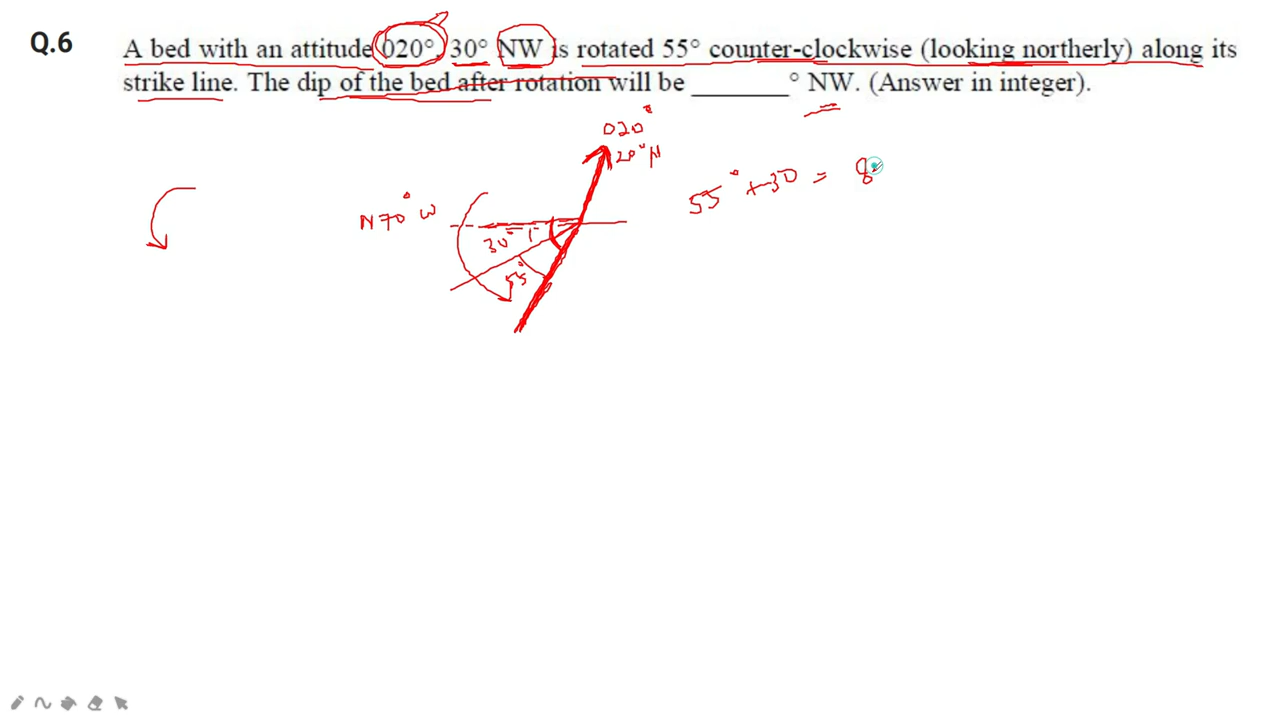 Q.6
A bed with an attitude 020° 30° NW is rotated 55° counter-clockwise (looking northerly) along its
strike line. The dip of the bed after rotation will be ________° NW. (Answer in integer).
020°
20° N
N70° W
55° + 30 = 8
30°
55°